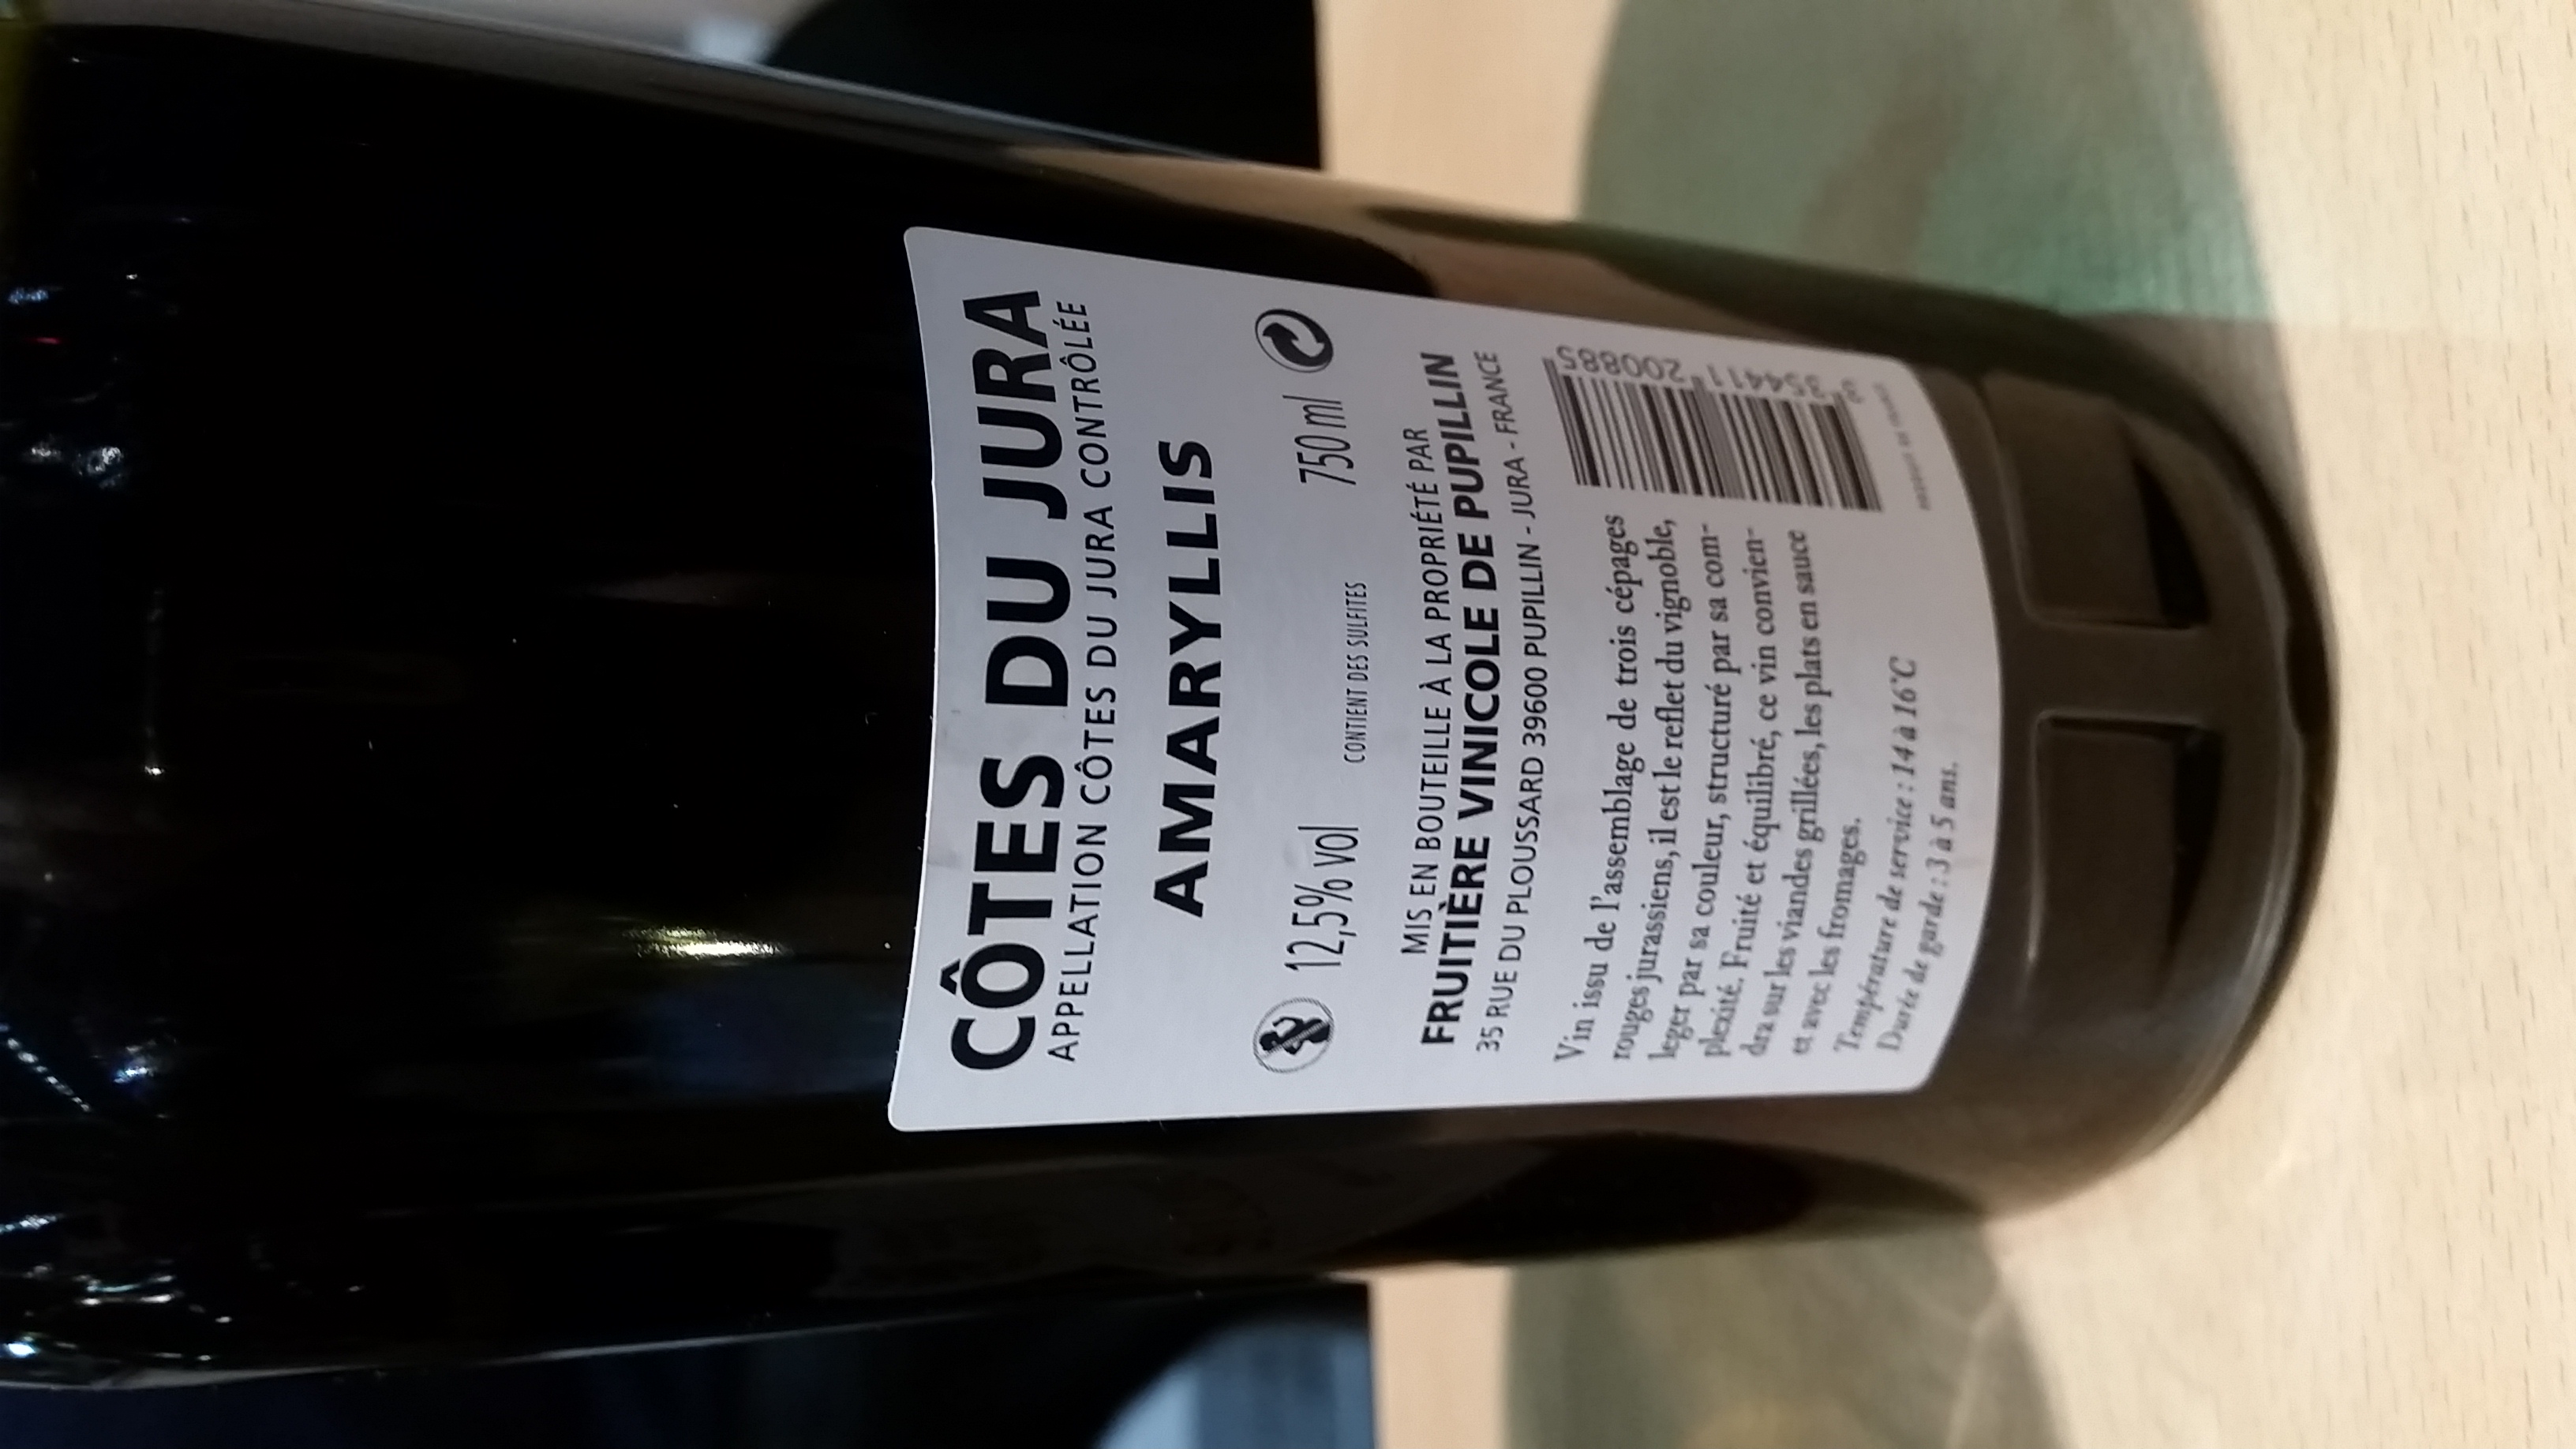 CÔTES DU JURA
APPELLATION CÔTES DU JURA CONTRÔLÉE
AMARYLLIS
12,5% vol
CONTIENT DES SULFITES
750 ml
MIS EN BOUTEILLE À LA PROPRIÉTÉ PAR
FRUITIÈRE VINICOLE DE PUPILLIN
35 RUE DU PLOUSSARD 39600 PUPILLIN - JURA - FRANCE
Vin issu de l'assemblage de trois cépages
rouges jurassiens, il est le reflet du vignoble,
leger par sa couleur, structuré par sa com-
plexité. Fruité et équilibré, ce vin convien-
dra sur les viandes grillées, les plats en sauce
et avec les fromages.
Température de service : 14 à 16°C
Durée de garde : 3 à 5 ans.
3 354411 200885
PRODUIT DE FRANCE